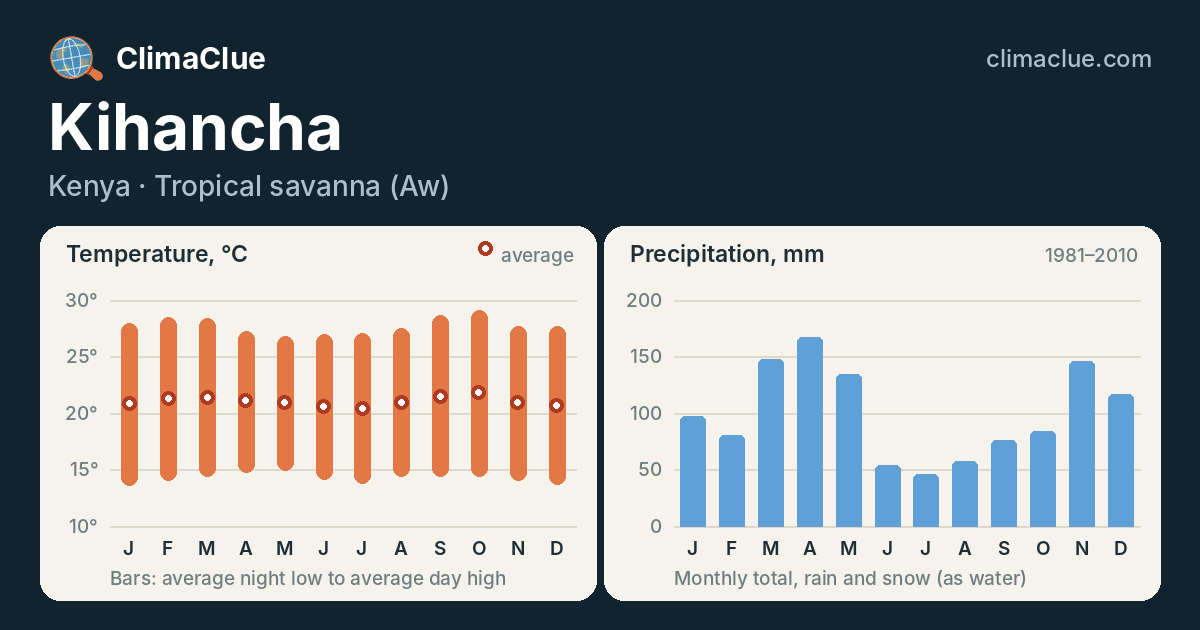 ClimaClue
climaclue.com
Kihancha
Kenya · Tropical savanna (Aw)
Temperature, °C
average
30°
25°
20°
15°
10°
J F M A M J J A S O N D
Bars: average night low to average day high
Precipitation, mm
1981–2010
200
150
100
50
0
J F M A M J J A S O N D
Monthly total, rain and snow (as water)